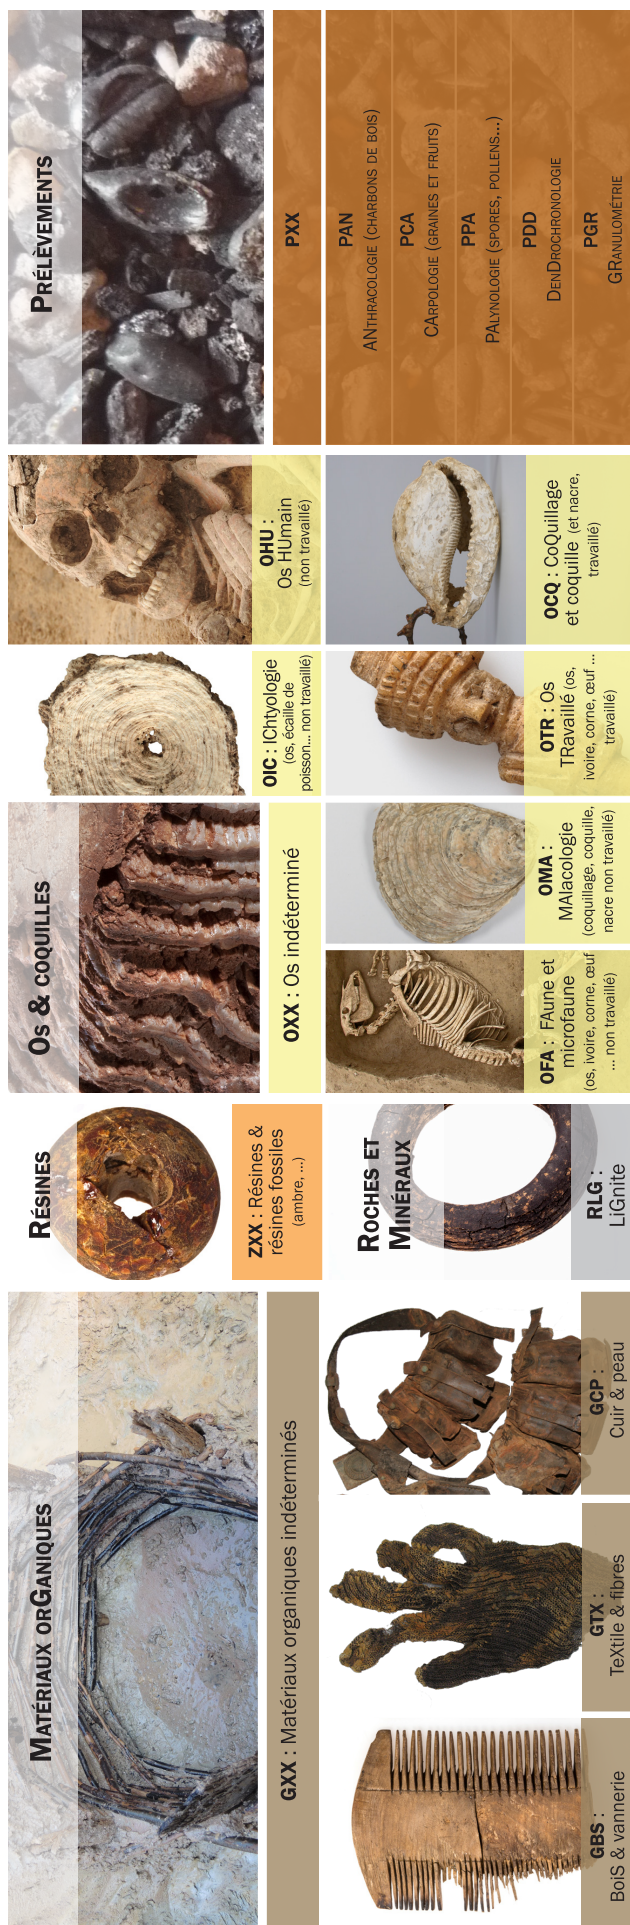 Matériaux orGaniques
GXX : Matériaux organiques indéterminés
GBS :
BoiS & vannerie
GTX :
TeXtile & fibres
GCP :
Cuir & peau
Résines
ZXX : Résines &
résines fossiles
(ambre, ...)
Roches et
Minéraux
RLG :
LiGnite
Os & coquilles
OXX : Os indéterminé
OFA : FAune et
microfaune
(os, ivoire, corne, œuf
... non travaillé)
OMA :
MAlacologie
(coquillage, coquille,
nacre non travaillé)
OIC : IChtyologie
(os, écaille de
poisson... non travaillé)
OTR : Os
TRavaillé (os,
ivoire, corne, œuf ...
travaillé)
OHU :
Os HUmain
(non travaillé)
OCQ : CoQuillage
et coquille (et nacre,
travaillé)
Prélèvements
PXX
PAN
ANthracologie (charbons de bois)
PCA
CArpologie (graines et fruits)
PPA
PAlynologie (spores, pollens...)
PDD
DenDrochronologie
PGR
GRanulométrie